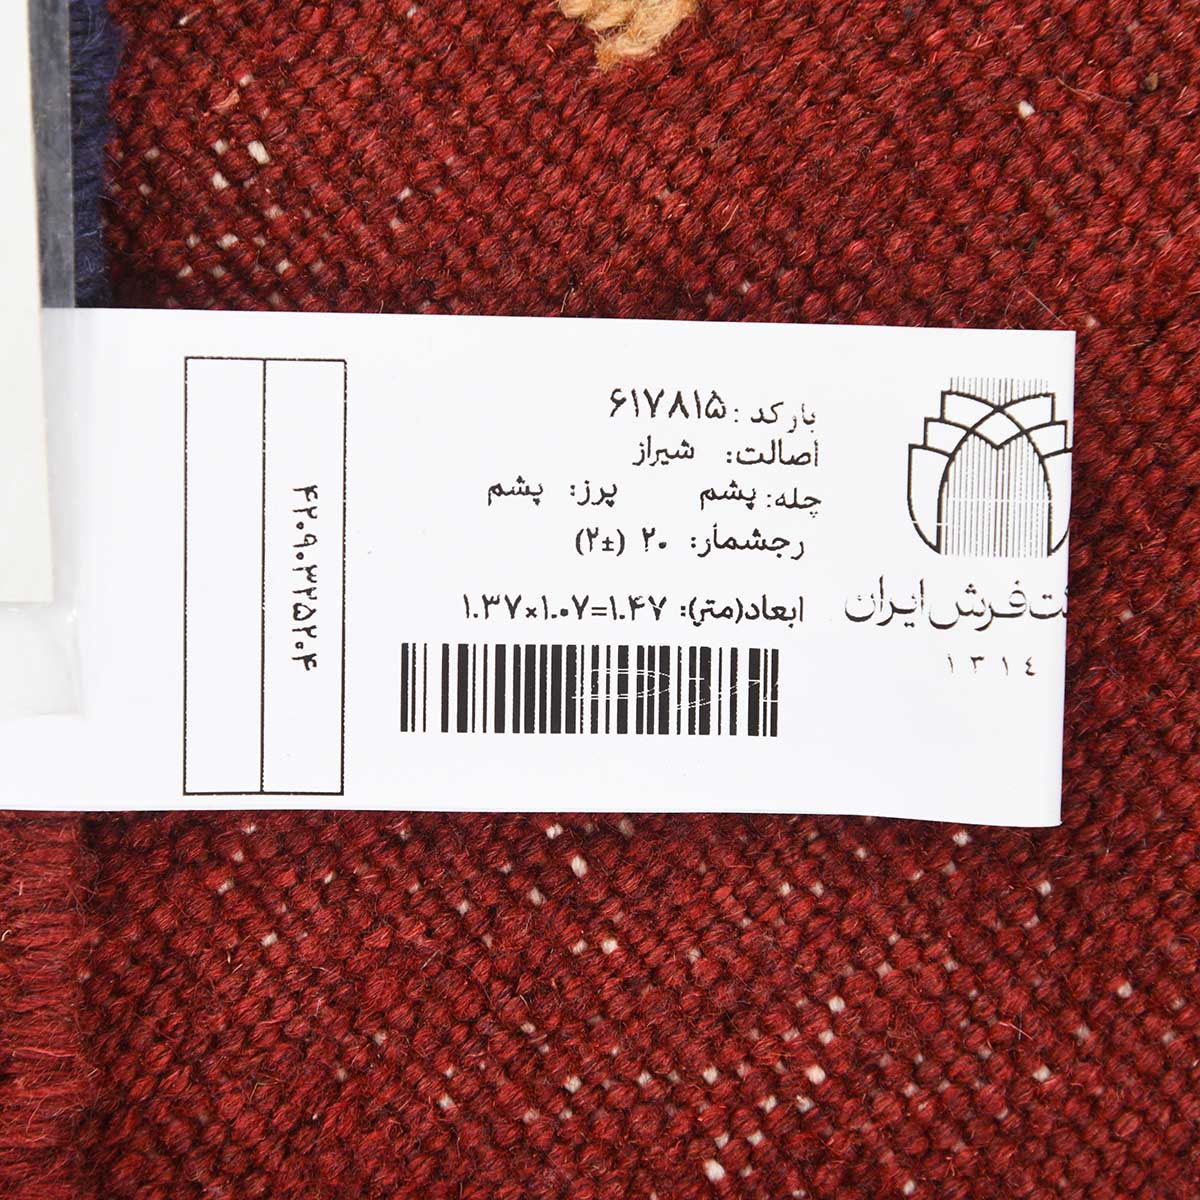 بارکد: ۶۱۷۸۱۵
اصالت: شیراز
چله: پشم پرز: پشم
رجشمار: ۲۰ (±۲)
ابعاد(متر): ۱.۳۷×۱.۰۷=۱.۴۷
فرش ایران
۱۳۱٤
۴۲۰۹۰۳۲۵۲۰۴